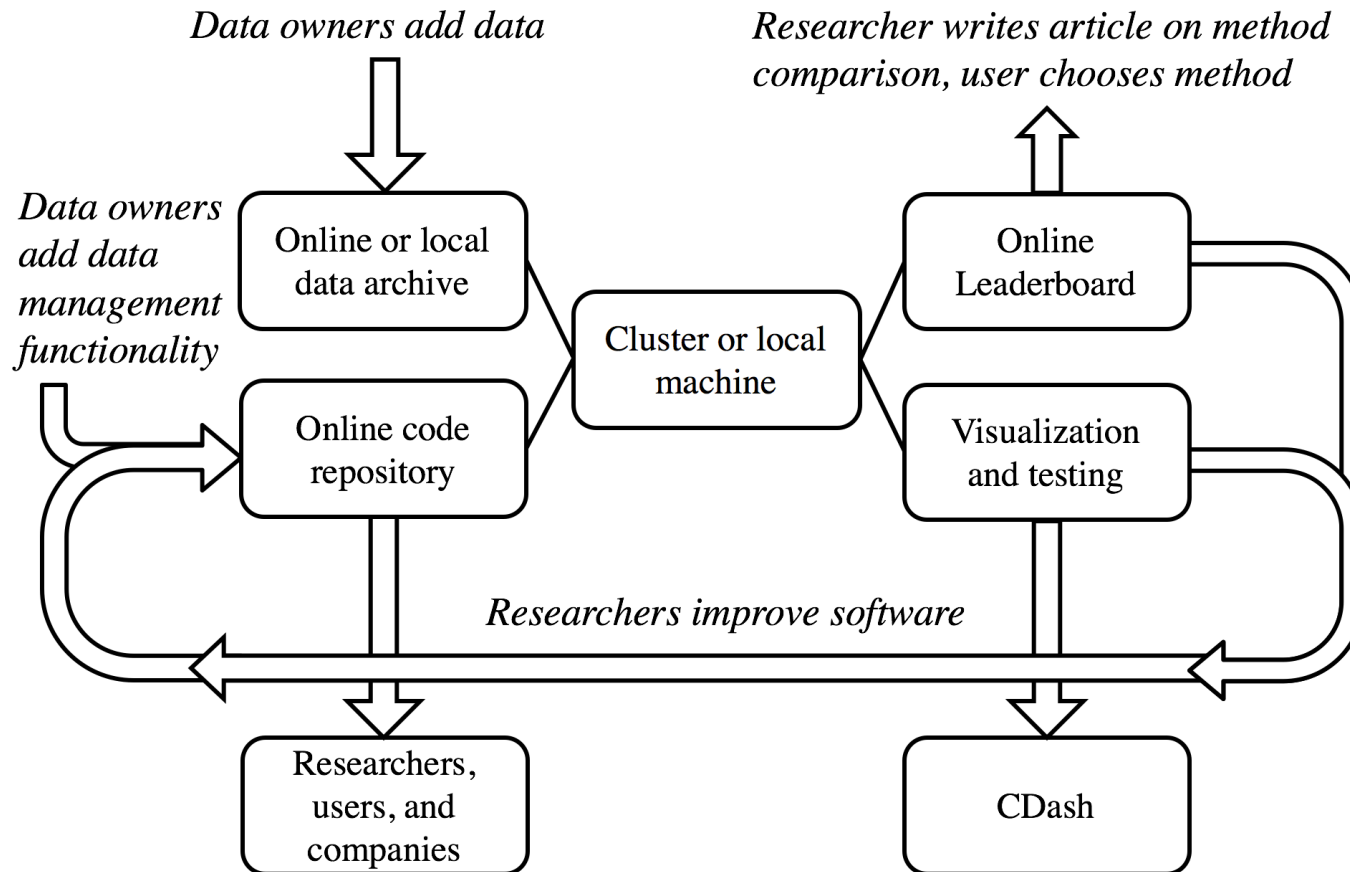 Data owners add data
Researcher writes article on method
comparison, user chooses method
Data owners
add data
management
functionality
Online or local
data archive
Online
Leaderboard
Cluster or local
machine
Online code
repository
Visualization
and testing
Researchers improve software
Researchers,
users, and
companies
CDash